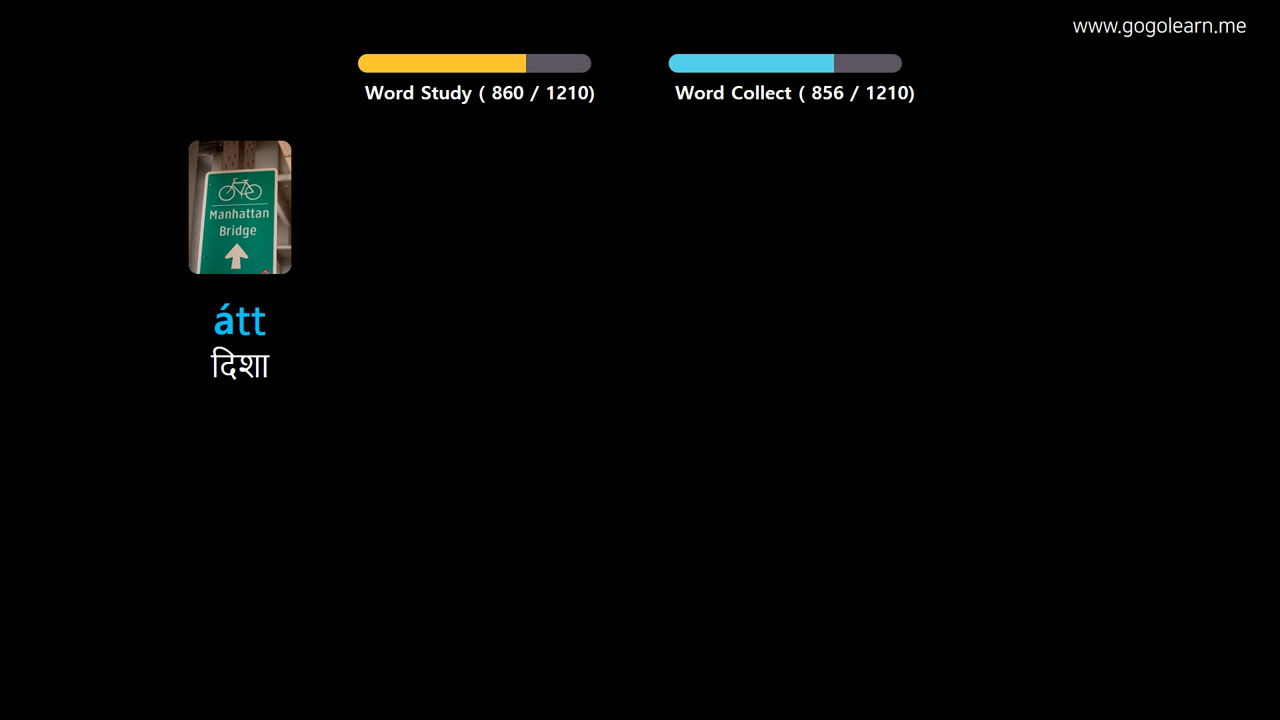 www.gogolearn.me
Word Study ( 860 / 1210)
Word Collect ( 856 / 1210)
Manhattan
Bridge
átt
दिशा